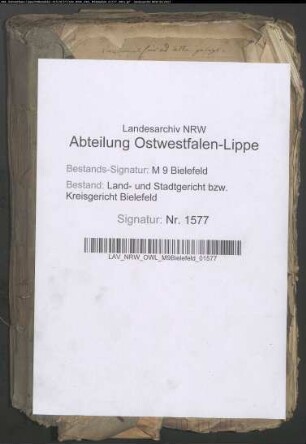 Landesarchiv NRW
Abteilung Ostwestfalen-Lippe
Bestands-Signatur: M 9 Bielefeld
Bestand: Land- und Stadtgericht bzw.
Kreisgericht Bielefeld
Signatur: Nr. 1577
LAV_NRW_OWL_M9Bielefeld_01577